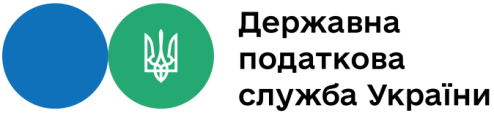 Державна
податкова
служба України